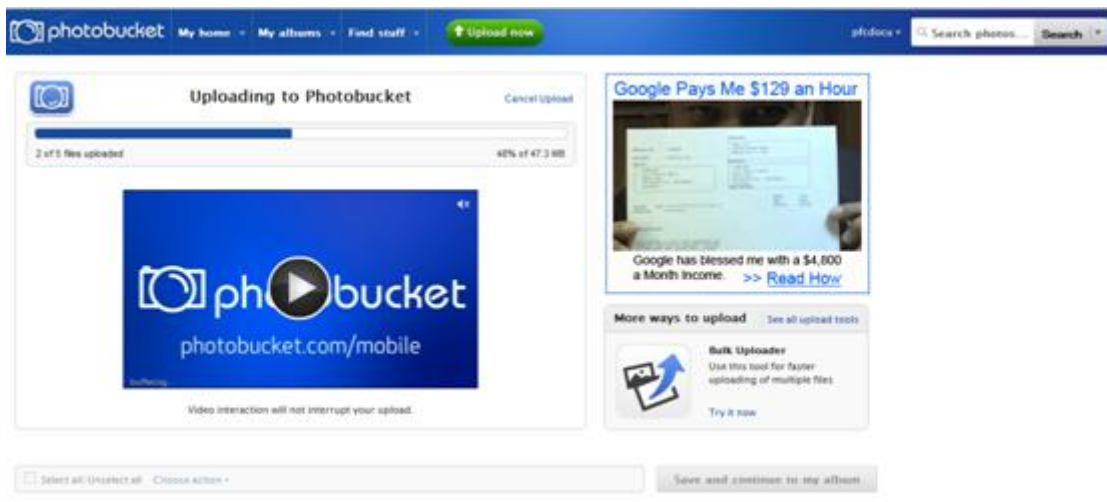 photobucket My home My albums Find stuff Upload now pfcdocu Search photos... Search
Uploading to Photobucket
Cancel Upload
2 of 5 files uploaded
48% of 47.3 MB
photobucket
photobucket.com/mobile
buffering...
Video interaction will not interrupt your upload.
Google Pays Me $129 an Hour
Google has blessed me with a $4,800
a Month Income. >> Read How
More ways to upload
See all upload tools
Bulk Uploader
Use this tool for faster
uploading of multiple files
Try it now
Select all/Unselect all Choose action
Save and continue to my album